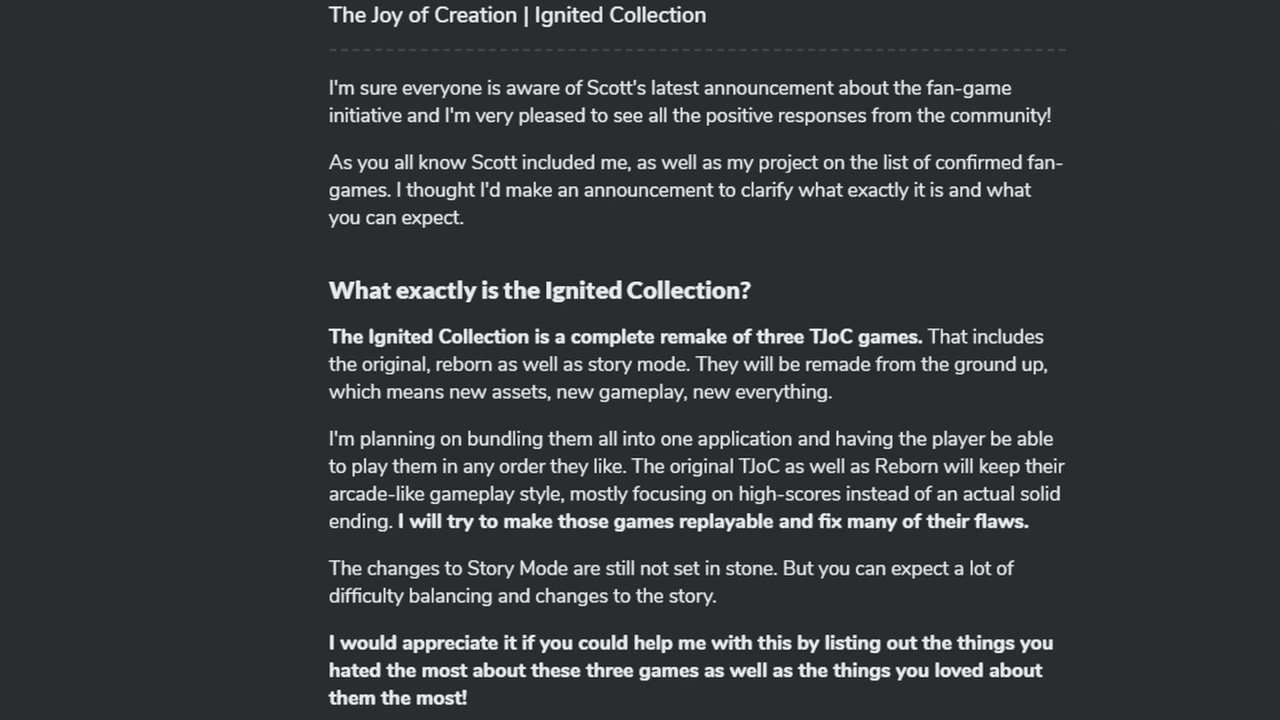 The Joy of Creation | Ignited Collection
I'm sure everyone is aware of Scott's latest announcement about the fan-game
initiative and I'm very pleased to see all the positive responses from the community!
As you all know Scott included me, as well as my project on the list of confirmed fan-
games. I thought I'd make an announcement to clarify what exactly it is and what
you can expect.
What exactly is the Ignited Collection?
The Ignited Collection is a complete remake of three TJoC games. That includes
the original, reborn as well as story mode. They will be remade from the ground up,
which means new assets, new gameplay, new everything.
I'm planning on bundling them all into one application and having the player be able
to play them in any order they like. The original TJoC as well as Reborn will keep their
arcade-like gameplay style, mostly focusing on high-scores instead of an actual solid
ending. I will try to make those games replayable and fix many of their flaws.
The changes to Story Mode are still not set in stone. But you can expect a lot of
difficulty balancing and changes to the story.
I would appreciate it if you could help me with this by listing out the things you
hated the most about these three games as well as the things you loved about
them the most!